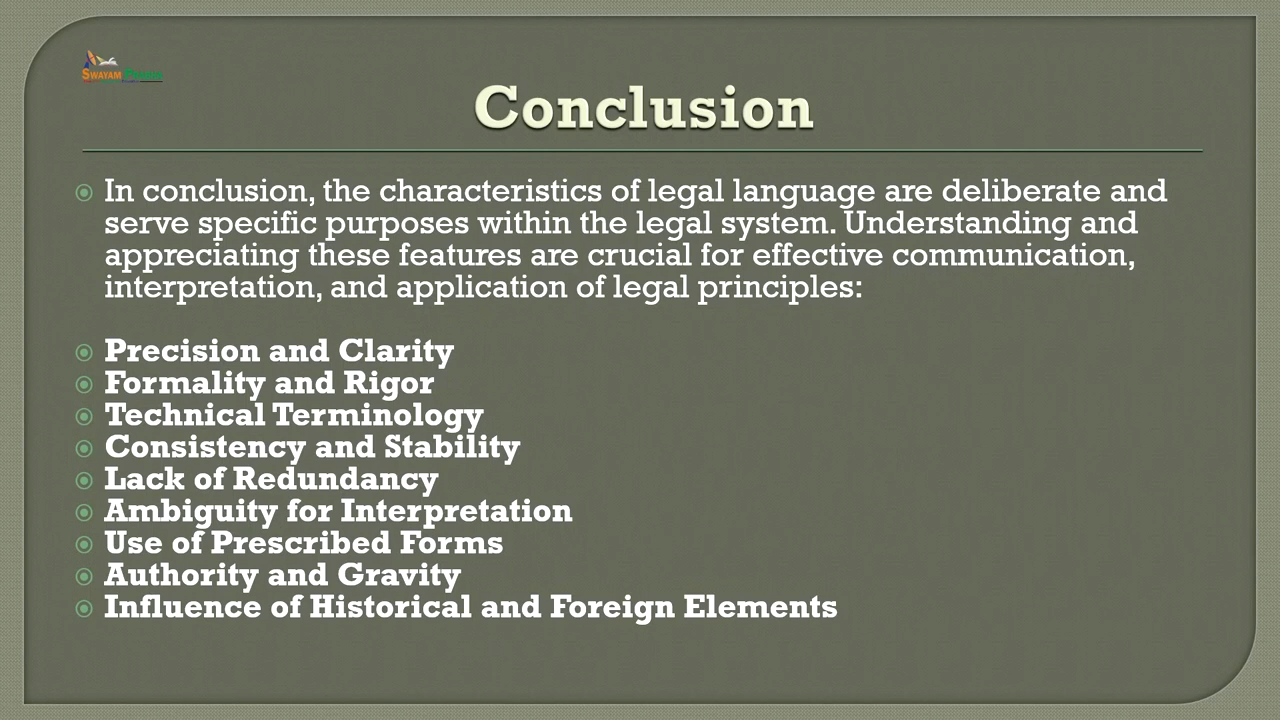 SWAYAM PRABHA
Conclusion
In conclusion, the characteristics of legal language are deliberate and
serve specific purposes within the legal system. Understanding and
appreciating these features are crucial for effective communication,
interpretation, and application of legal principles:
Precision and Clarity
Formality and Rigor
Technical Terminology
Consistency and Stability
Lack of Redundancy
Ambiguity for Interpretation
Use of Prescribed Forms
Authority and Gravity
Influence of Historical and Foreign Elements